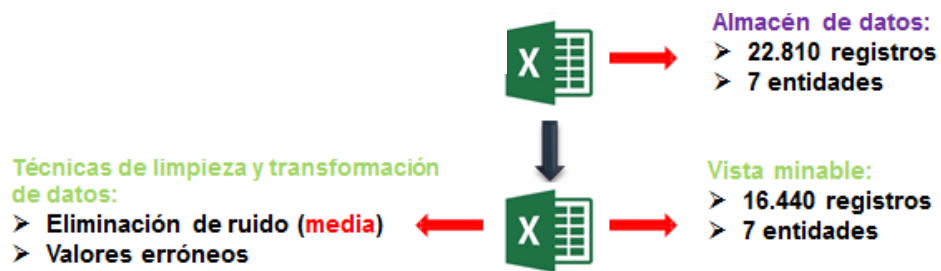 Almacén de datos:
➢ 22.810 registros
➢ 7 entidades
Técnicas de limpieza y transformación
de datos:
➢ Eliminación de ruido (media)
➢ Valores erróneos
Vista minable:
➢ 16.440 registros
➢ 7 entidades
X
X